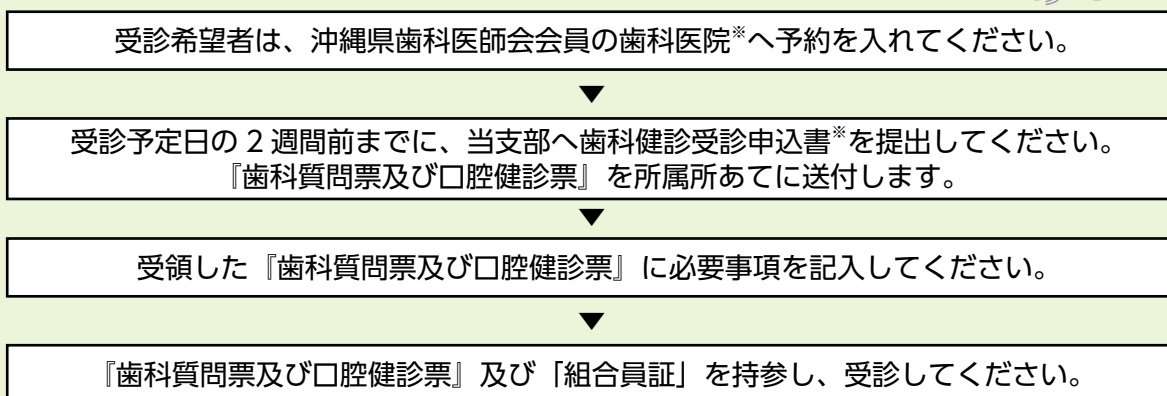 受診希望者は、沖縄県歯科医師会会員の歯科医院※へ予約を入れてください。
▼
受診予定日の2週間前までに、当支部へ歯科健診受診申込書※を提出してください。
『歯科質問票及び口腔健診票』を所属所あてに送付します。
▼
受領した『歯科質問票及び口腔健診票』に必要事項を記入してください。
▼
『歯科質問票及び口腔健診票』及び「組合員証」を持参し、受診してください。